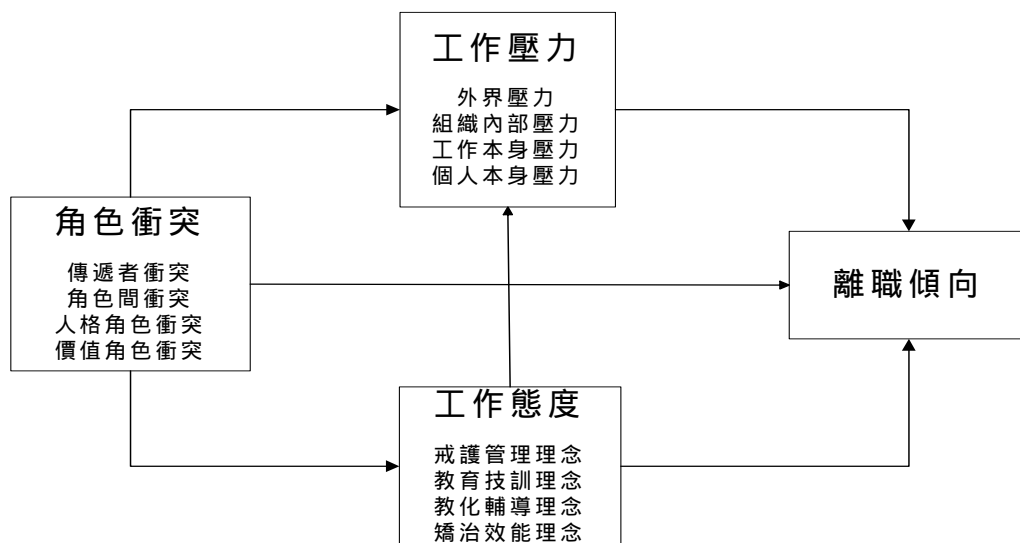 工作壓力
外界壓力
組織內部壓力
工作本身壓力
個人本身壓力
角色衝突
傳遞者衝突
角色間衝突
人格角色衝突
價值角色衝突
離職傾向
工作態度
戒護管理理念
教育技訓理念
教化輔導理念
矯治效能理念